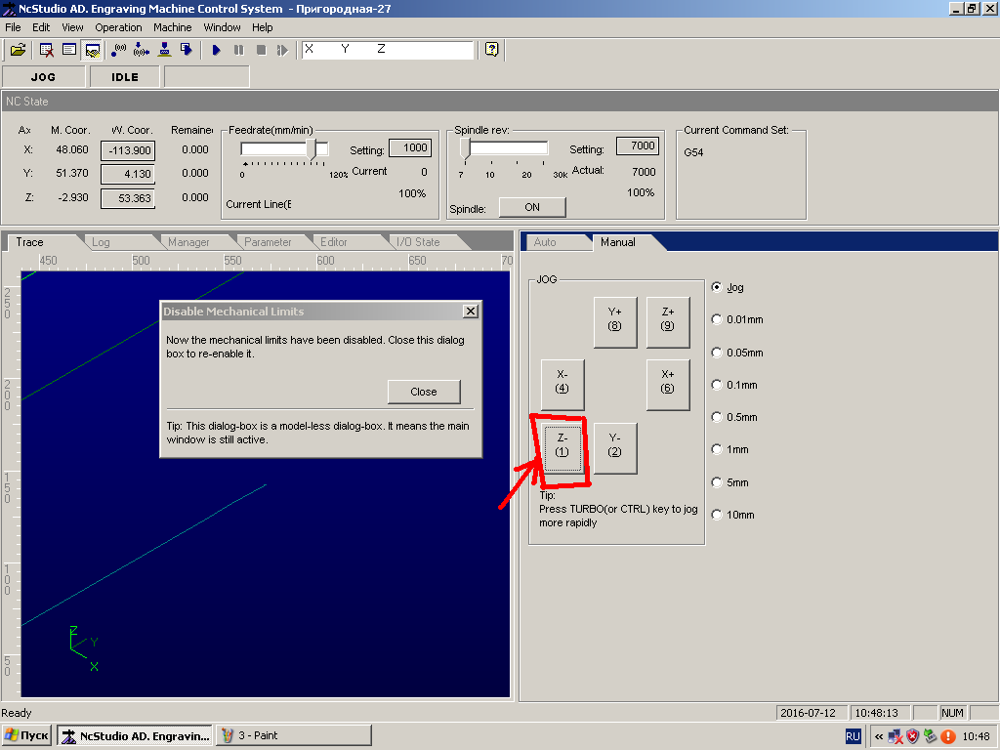 NcStudio AD. Engraving Machine Control System - Пригородная-27
File Edit View Operation Machine Window Help
X Y Z
JOG IDLE
NC State
Ax M. Coor. W. Coor. Remaine
X: 48.060 -113.900 0.000
Y: 51.370 4.130 0.000
Z: -2.930 53.363 0.000
Feedrate(mm/min)
Setting: 1000
0 120% Current 0
100%
Current Line(E
Spindle rev:
Setting: 7000
7 10 20 30k Actual: 7000
100%
Spindle: ON
Current Command Set:
G54
Trace Log Manager Parameter Editor I/O State
450 500 550 600 650 70
250
200
150
100
50
Z
Y
X
Disable Mechanical Limits
Now the mechanical limits have been disabled. Close this dialog
box to re-enable it.
Close
Tip: This dialog-box is a model-less dialog-box. It means the main
window is still active.
Auto Manual
JOG
Y+
(8)
Z+
(9)
X-
(4)
X+
(6)
Z-
(1)
Y-
(2)
Tip:
Press TURBO(or CTRL) key to jog
more rapidly
Jog
0.01mm
0.05mm
0.1mm
0.5mm
1mm
5mm
10mm
Ready 2016-07-12 10:48:13 NUM
Пуск NcStudio AD. Engravin... 3 - Paint RU « 10:48